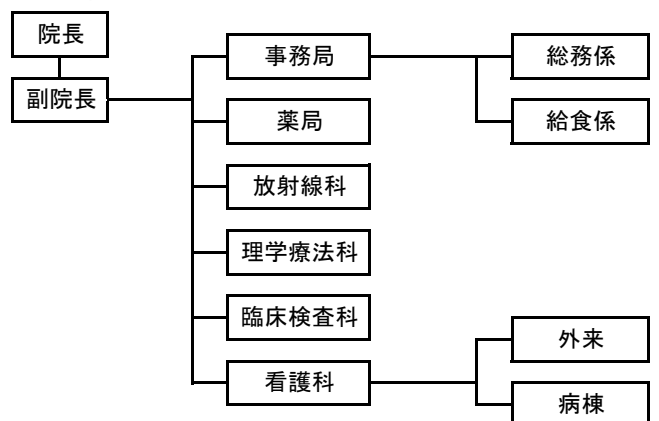 院長
副院長
事務局
総務係
給食係
薬局
放射線科
理学療法科
臨床検査科
看護科
外来
病棟